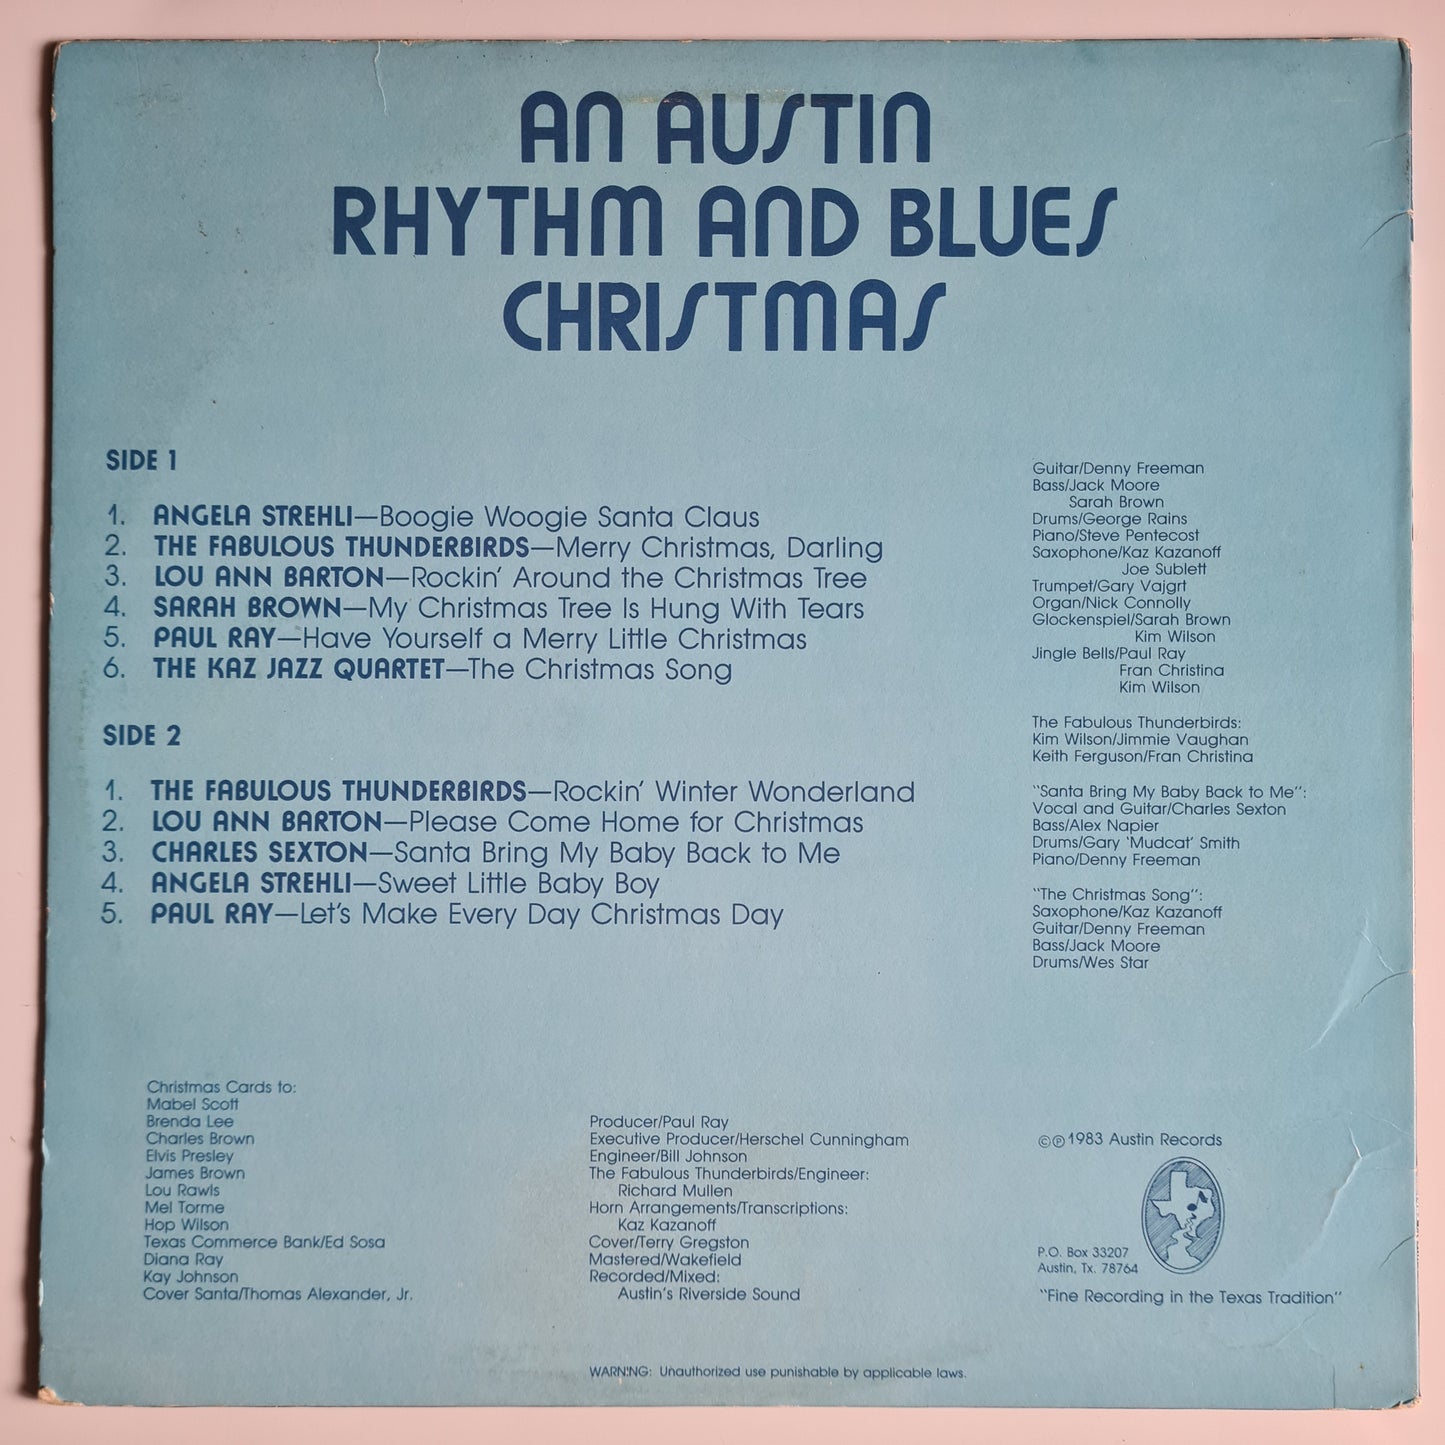 AN AUSTIN
RHYTHM AND BLUES
CHRISTMAS
SIDE 1
1. ANGELA STREHLI—Boogie Woogie Santa Claus
2. THE FABULOUS THUNDERBIRDS—Merry Christmas, Darling
3. LOU ANN BARTON—Rockin' Around the Christmas Tree
4. SARAH BROWN—My Christmas Tree Is Hung With Tears
5. PAUL RAY—Have Yourself a Merry Little Christmas
6. THE KAZ JAZZ QUARTET—The Christmas Song
SIDE 2
1. THE FABULOUS THUNDERBIRDS—Rockin' Winter Wonderland
2. LOU ANN BARTON—Please Come Home for Christmas
3. CHARLES SEXTON—Santa Bring My Baby Back to Me
4. ANGELA STREHLI—Sweet Little Baby Boy
5. PAUL RAY—Let's Make Every Day Christmas Day
Guitar/Denny Freeman
Bass/Jack Moore
Sarah Brown
Drums/George Rains
Piano/Steve Pentecost
Saxophone/Kaz Kazanoff
Joe Sublett
Trumpet/Gary Vajgrt
Organ/Nick Connolly
Glockenspiel/Sarah Brown
Kim Wilson
Jingle Bells/Paul Ray
Fran Christina
Kim Wilson
The Fabulous Thunderbirds:
Kim Wilson/Jimmie Vaughan
Keith Ferguson/Fran Christina
"Santa Bring My Baby Back to Me":
Vocal and Guitar/Charles Sexton
Bass/Alex Napier
Drums/Gary 'Mudcat' Smith
Piano/Denny Freeman
"The Christmas Song":
Saxophone/Kaz Kazanoff
Guitar/Denny Freeman
Bass/Jack Moore
Drums/Wes Star
Christmas Cards to:
Mabel Scott
Brenda Lee
Charles Brown
Elvis Presley
James Brown
Lou Rawls
Mel Torme
Hop Wilson
Texas Commerce Bank/Ed Sosa
Diana Ray
Kay Johnson
Cover Santa/Thomas Alexander, Jr.
Producer/Paul Ray
Executive Producer/Herschel Cunningham
Engineer/Bill Johnson
The Fabulous Thunderbirds/Engineer:
Richard Mullen
Horn Arrangements/Transcriptions:
Kaz Kazanoff
Cover/Terry Gregston
Mastered/Wakefield
Recorded/Mixed:
Austin's Riverside Sound
©℗1983 Austin Records
P.O. Box 33207
Austin, Tx. 78764
"Fine Recording in the Texas Tradition"
WARNING: Unauthorized use punishable by applicable laws.